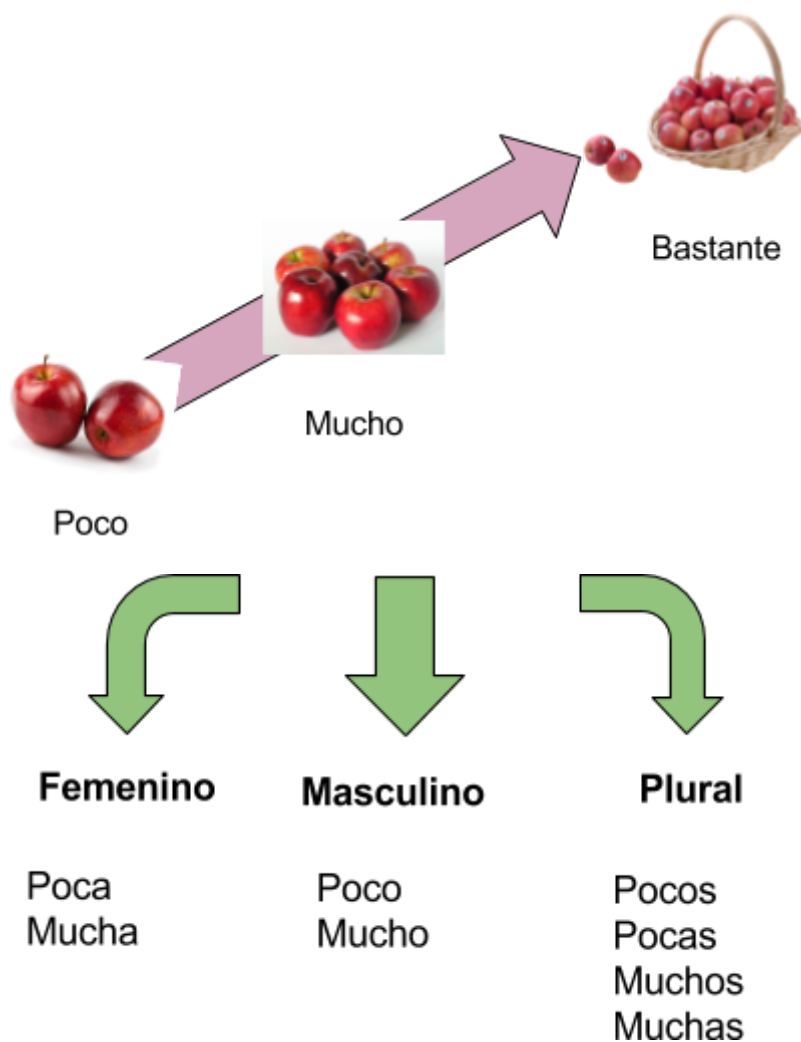 Bastante
Mucho
Poco
Femenino
Masculino
Plural
Poca
Mucha
Poco
Mucho
Pocos
Pocas
Muchos
Muchas